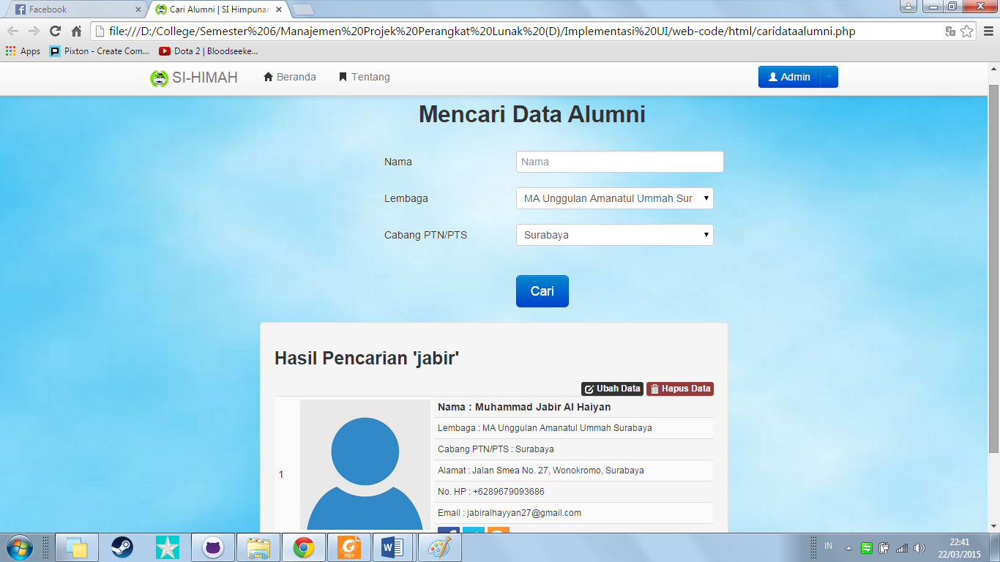 Facebook
Cari Alumni | SI Himpunan
file:///D:/College/Semester%206/Manajemen%20Projek%20Perangkat%20Lunak%20(D)/Implementasi%20UI/web-code/html/caridataalumni.php
Apps Pixton - Create Com... Dota 2 | Bloodseeke...
SI-HIMAH Beranda Tentang Admin
Mencari Data Alumni
Nama Nama
Lembaga MA Unggulan Amanatul Ummah Sur
Cabang PTN/PTS Surabaya
Cari
Hasil Pencarian 'jabir'
Ubah Data Hapus Data
1
Nama : Muhammad Jabir Al Haiyan
Lembaga : MA Unggulan Amanatul Ummah Surabaya
Cabang PTN/PTS : Surabaya
Alamat : Jalan Smea No. 27, Wonokromo, Surabaya
No. HP : +6289679093686
Email : jabiralhayyan27@gmail.com
PDF
IN
22:41
22/03/2015